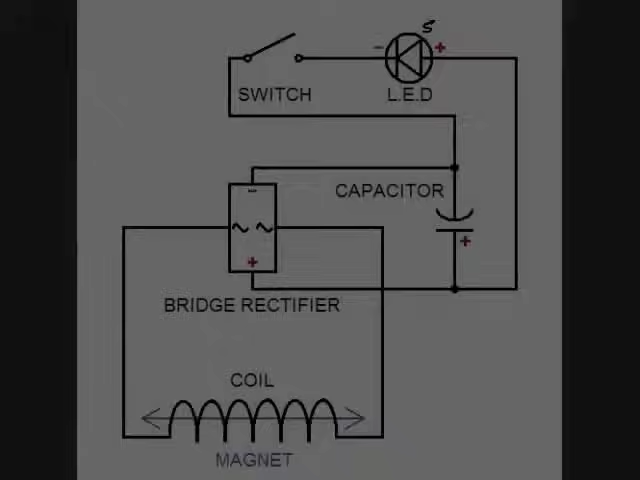 S
- +
SWITCH
L.E.D
-
CAPACITOR
+
+
BRIDGE RECTIFIER
COIL
MAGNET